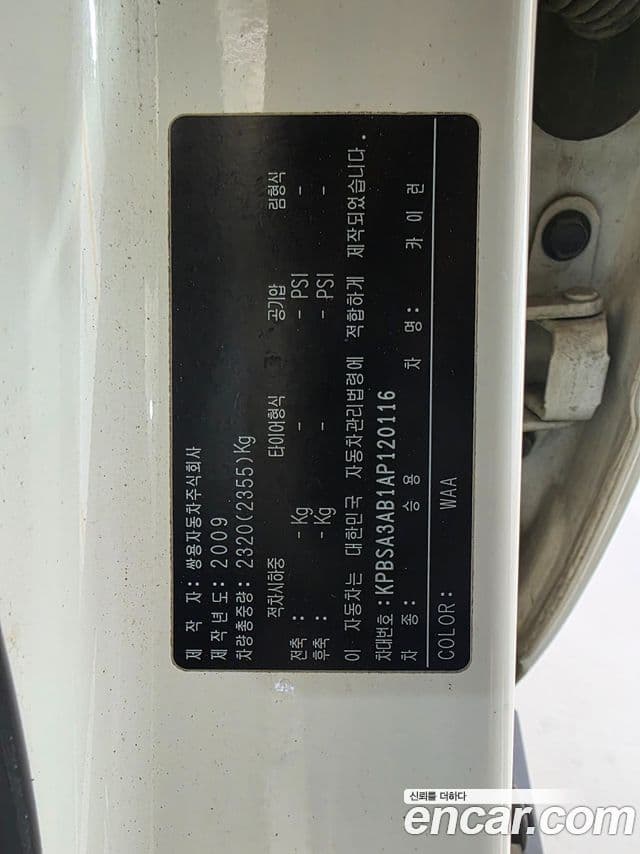 제 작 자 : 쌍용자동차주식회사
제 작 년 도 : 2009
차량총중량 : 2320(2355)Kg
적차시하중 타이어형식 공기압 림형식
전축 : -Kg - - PSI -
후축 : -Kg - - PSI -
이 자동차는 대한민국 자동차관리법령에 적합하게 제작되었습니다.
차대번호 : KPBSA3AB1AP120116
차 종 : 승 용 차 명 : 카 이 런
COLOR: WAA
신뢰를 더하다
encar.com